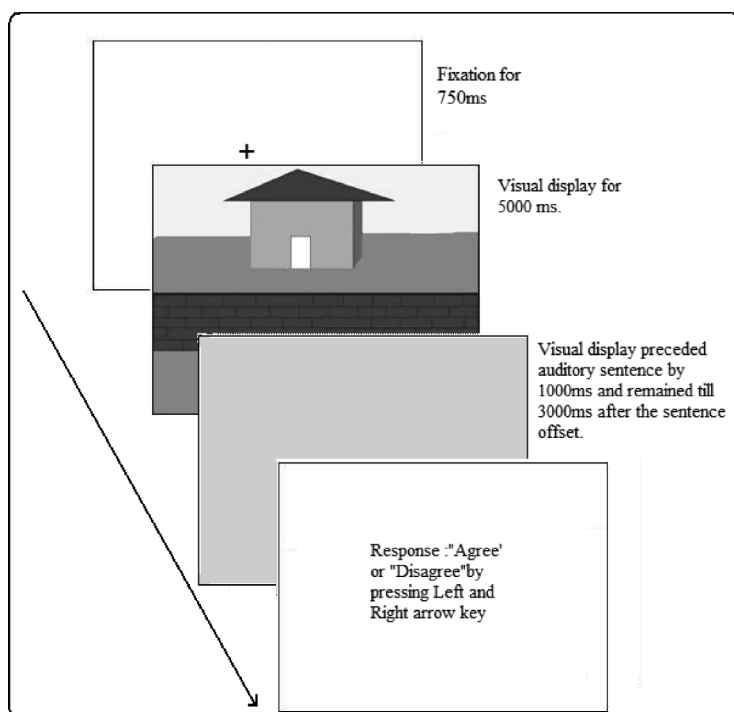 Fixation for
750ms
+
Visual display for
5000 ms.
Visual display preceded
auditory sentence by
1000ms and remained till
3000ms after the sentence
offset.
Response :"Agree'
or "Disagree"by
pressing Left and
Right arrow key